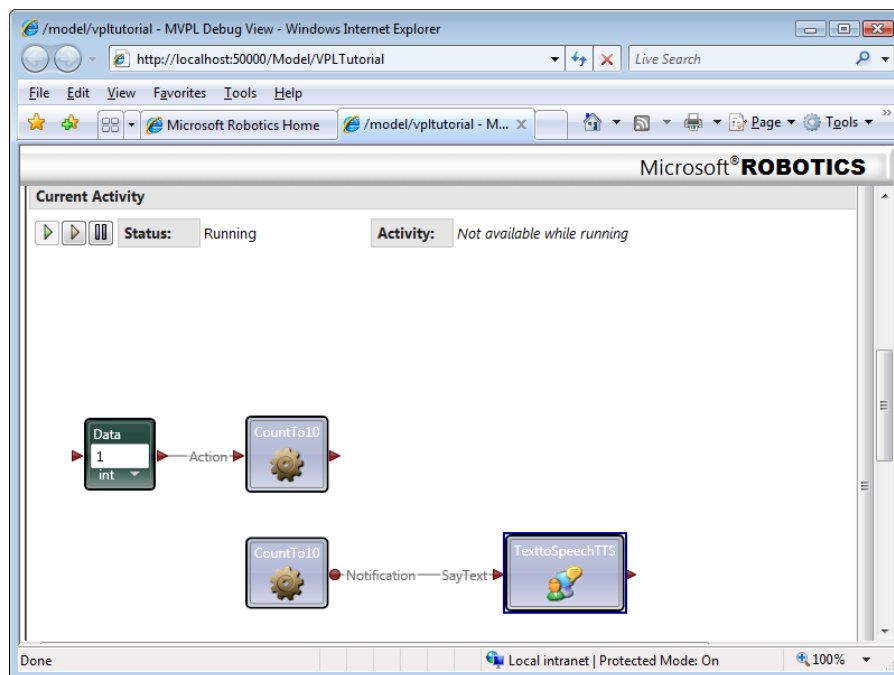 /model/vpltutorial - MVPL Debug View - Windows Internet Explorer
http://localhost:50000/Model/VPLTutorial
Live Search
File Edit View Favorites Tools Help
Microsoft Robotics Home
/model/vpltutorial - M...
Page
Tools
Microsoft®ROBOTICS
Current Activity
Status: Running Activity: Not available while running
Data
1
int
Action
CountTo10
CountTo10
Notification
SayText
TexttoSpeechTTS
Done
Local intranet | Protected Mode: On
100%